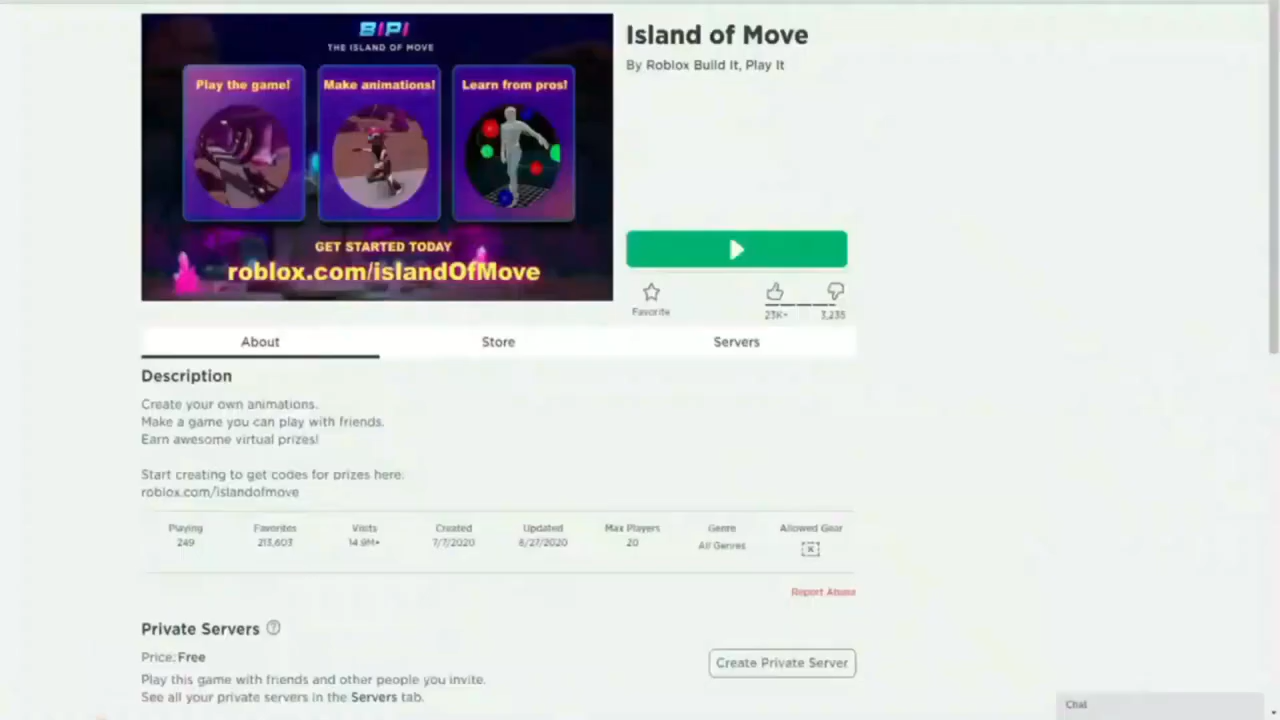 BIPI
THE ISLAND OF MOVE
Play the game!
Make animations!
Learn from pros!
GET STARTED TODAY
roblox.com/islandOfMove
Island of Move
By Roblox Build It, Play It
Favorite
23K+
3,235
About
Store
Servers
Description
Create your own animations.
Make a game you can play with friends.
Earn awesome virtual prizes!
Start creating to get codes for prizes here:
roblox.com/islandofmove
Playing
Favorites
Visits
Created
Updated
Max Players
Genre
Allowed Gear
249
213,603
14.9M+
7/7/2020
8/27/2020
20
All Genres
Report Abuse
Private Servers
Price: Free
Create Private Server
Play this game with friends and other people you invite.
See all your private servers in the Servers tab.
Chat